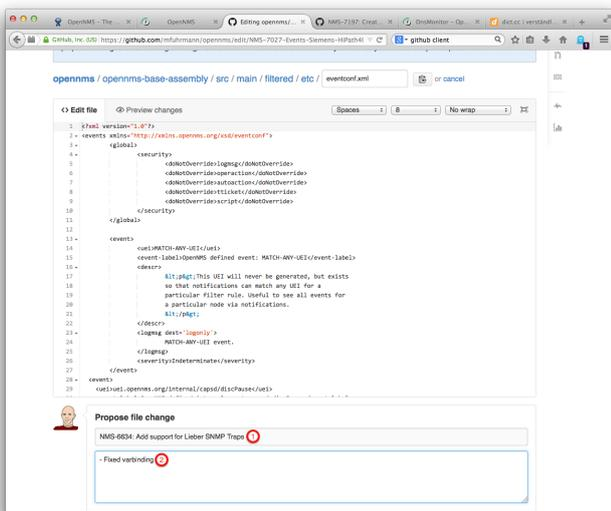 OpenNMS - The ...
OpenNMS
Editing opennms/...
NMS-7197: Creat...
OnsMonitor – Op...
dict.cc | verständl...
GitHub, Inc. (US) https://github.com/mfuhrmann/opennms/edit/NMS-7027-Events-Siemens-HiPath4
github client
opennms / opennms-base-assembly / src / main / filtered / etc / eventconf.xml or cancel
Edit file Preview changes Spaces 8 No wrap
1 <?xml version="1.0"?>
2 <events xmlns="http://xmlns.opennms.org/xsd/eventconf">
3 <global>
4 <security>
5 <doNotOverride>logmsg</doNotOverride>
6 <doNotOverride>operaction</doNotOverride>
7 <doNotOverride>autoaction</doNotOverride>
8 <doNotOverride>tticket</doNotOverride>
9 <doNotOverride>script</doNotOverride>
10 </security>
11 </global>
12
13 <event>
14 <uei>MATCH-ANY-UEI</uei>
15 <event-label>OpenNMS defined event: MATCH-ANY-UEI</event-label>
16 <descr>
17 &lt;p&gt;This UEI will never be generated, but exists
18 so that notifications can match any UEI for a
19 particular filter rule. Useful to see all events for
20 a particular node via notifications.
21 &lt;/p&gt;
22 </descr>
23 <logmsg dest='logonly'>
24 MATCH-ANY-UEI event.
25 </logmsg>
26 <severity>Indeterminate</severity>
27 </event>
28 <event>
29 <uei>uei.opennms.org/internal/capsd/discPause</uei>
Propose file change
NMS-6634: Add support for Lieber SNMP Traps 1
- Fixed varbinding 2